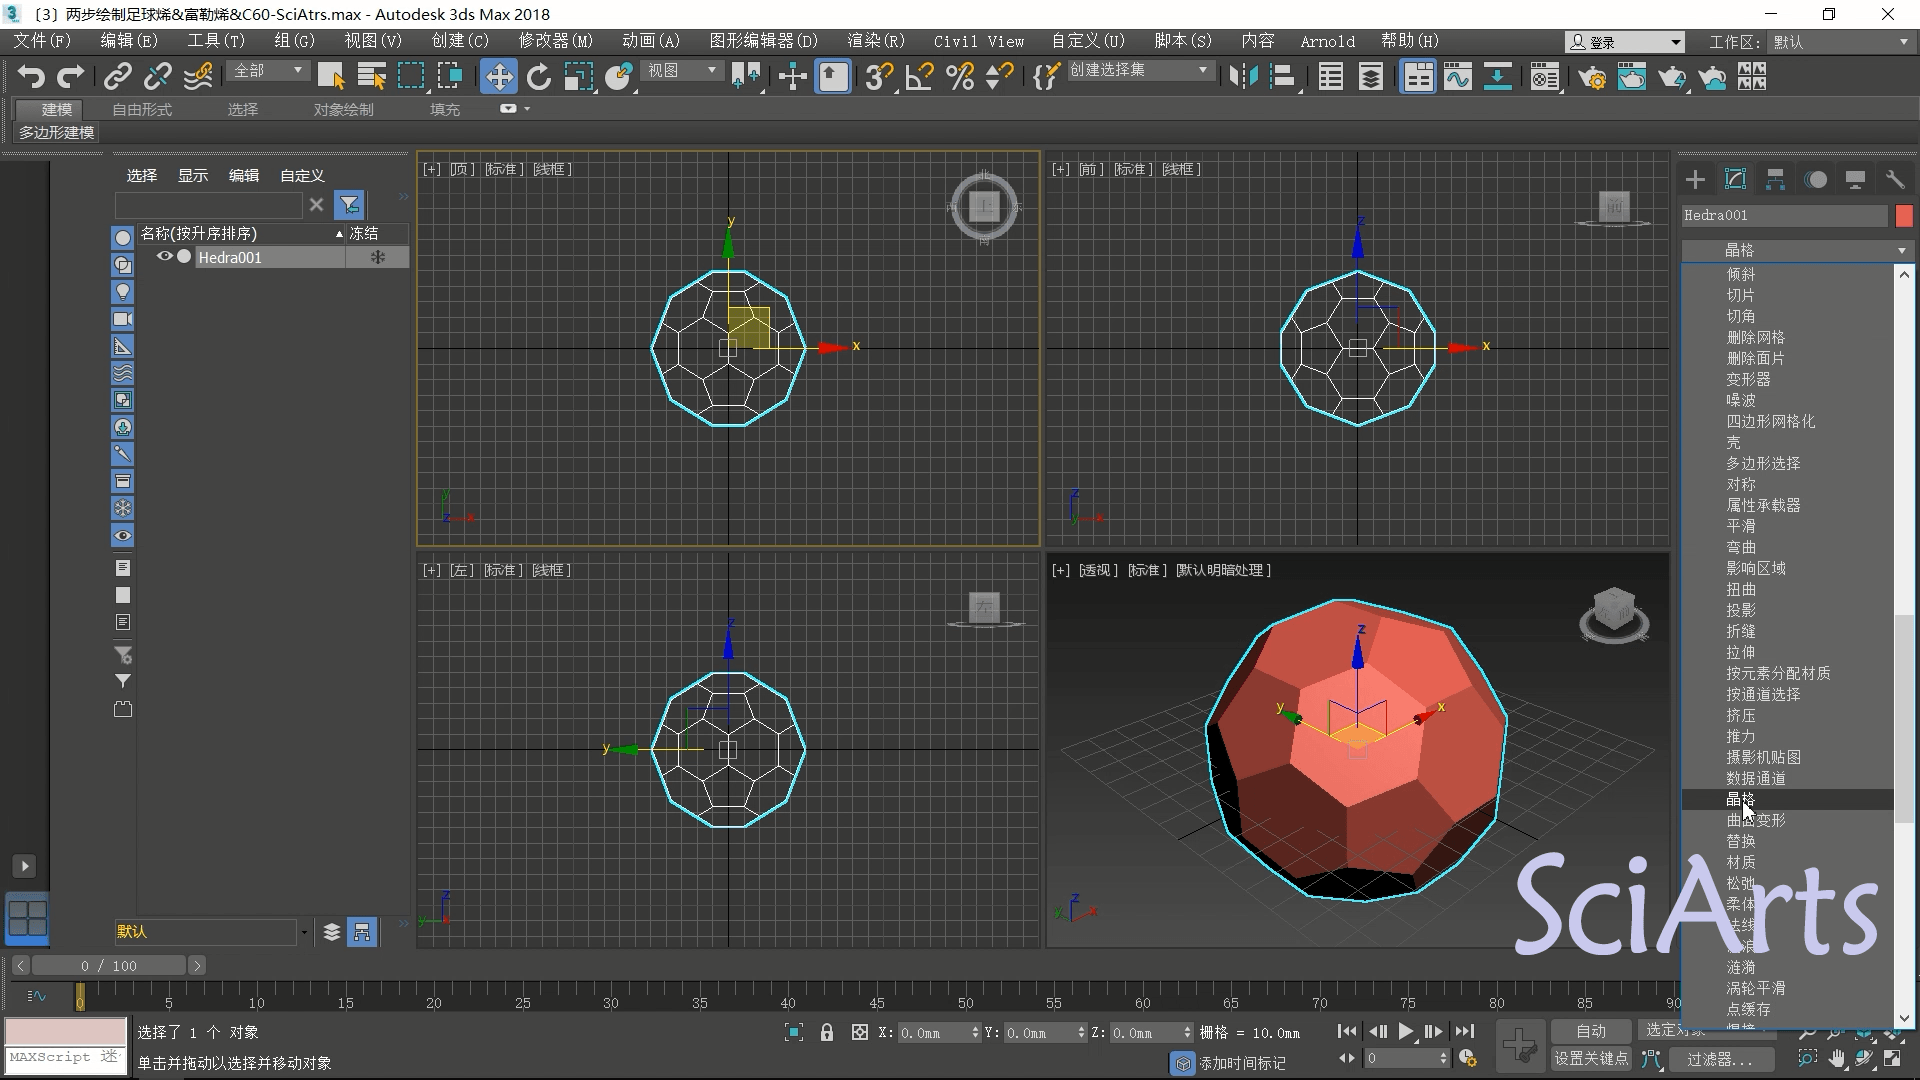 〔3〕两步绘制足球烯&富勒烯&C60-SciAtrs.max - Autodesk 3ds Max 2018
文件(F) 编辑(E) 工具(T) 组(G) 视图(V) 创建(C) 修改器(M) 动画(A) 图形编辑器(D) 渲染(R) Civil View 自定义(U) 脚本(S) 内容 Arnold 帮助(H) 登录 工作区: 默认
全部 视图 创建选择集
建模 自由形式 选择 对象绘制 填充
多边形建模
选择 显示 编辑 自定义
名称(按升序排序) 冻结
Hedra001
默认
[+] [顶] [标准] [线框]
y
x
上
北
东
南
西
z
[+] [前] [标准] [线框]
前
z
x
y
[+] [左] [标准] [线框]
左
z
y
x
[+] [透视] [标准] [默认明暗处理]
z
y
x
Hedra001
晶格
倾斜
切片
切角
删除网格
删除面片
变形器
噪波
四边形网格化
壳
多边形选择
对称
属性承载器
平滑
弯曲
影响区域
扭曲
投影
折缝
拉伸
按元素分配材质
按通道选择
挤压
推力
摄影机贴图
数据通道
晶格
曲面变形
替换
材质
松弛
柔体
法线
涟漪
涡轮平滑
点缓存
SciArts
0 / 100
0 5 10 15 20 25 30 35 40 45 50 55 60 65 70 75 80 85 90
选择了 1 个 对象
X: 0.0mm Y: 0.0mm Z: 0.0mm 栅格 = 10.0mm
自动 选定对象
MAXScript 迷
单击并拖动以选择并移动对象
添加时间标记
0
设置关键点 过滤器...